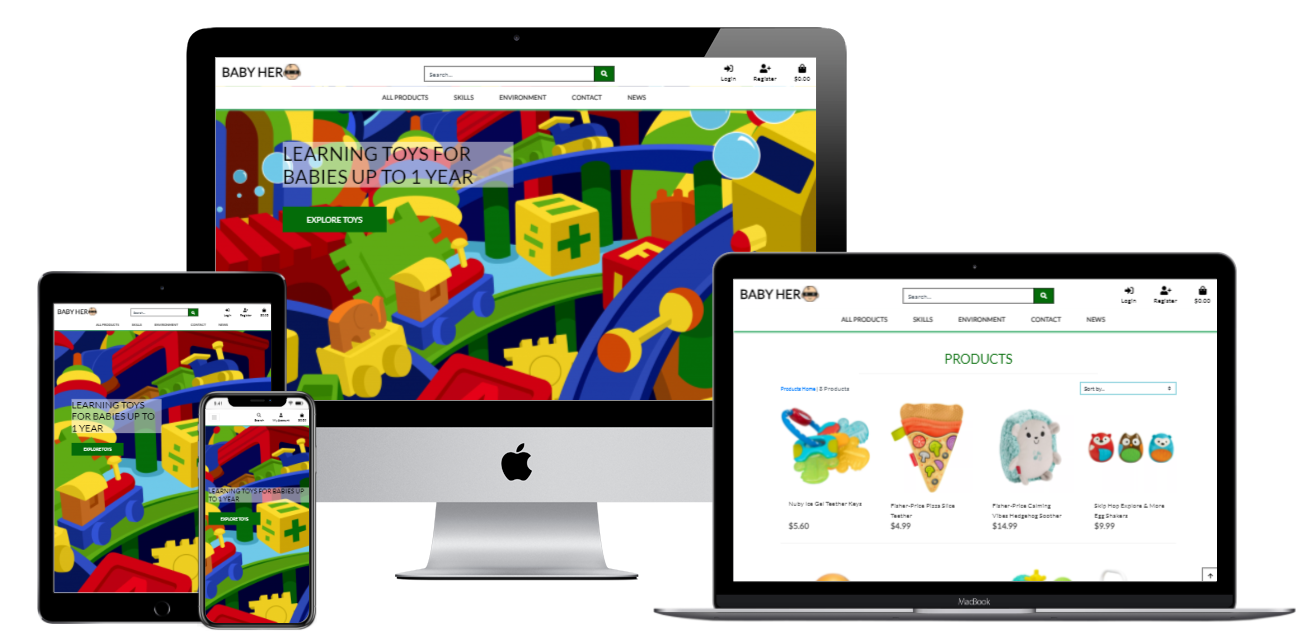 BABY HER
Search...
Login
Register
$0.00
ALL PRODUCTS
SKILLS
ENVIRONMENT
CONTACT
NEWS
LEARNING TOYS FOR
BABIES UP TO 1 YEAR
EXPLORE TOYS
BABY HER
Search...
Login
Register
$0.00
ALL PRODUCTS
SKILLS
ENVIRONMENT
CONTACT
NEWS
LEARNING TOYS
FOR BABIES UP TO
1 YEAR
EXPLORE TOYS
Search
My Account
$0.00
LEARNING TOYS FOR BABIES UP
TO 1 YEAR
EXPLORE TOYS
BABY HER
Search...
Login
Register
$0.00
ALL PRODUCTS
SKILLS
ENVIRONMENT
CONTACT
NEWS
PRODUCTS
Products Home | 8 Products
Sort by...
Nuby Ice Gel Teether Keys
$5.60
Fisher-Price Pizza Slice
Teether
$4.99
Fisher-Price Calming
Vibes Hedgehog Soother
$14.99
Skip Hop Explore & More
Egg Shakers
$9.99
MacBook